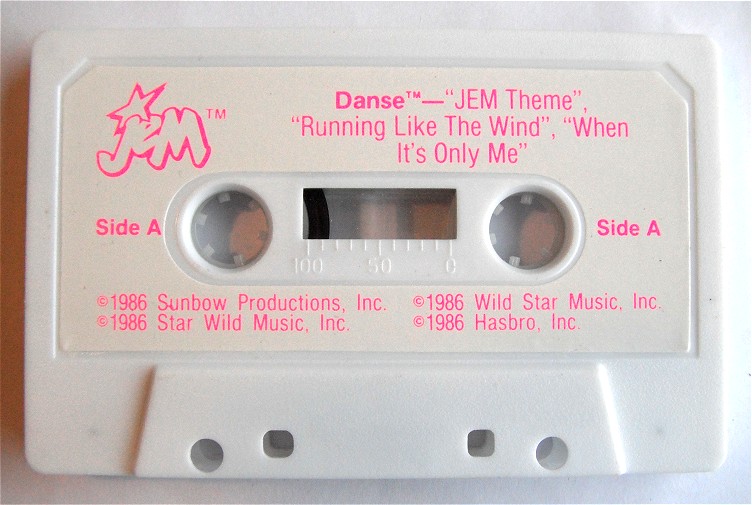 JEM™
Danse™—"JEM Theme",
"Running Like The Wind", "When
It's Only Me"
Side A
Side A
100 50 0
©1986 Sunbow Productions, Inc.
©1986 Star Wild Music, Inc.
©1986 Wild Star Music, Inc.
©1986 Hasbro, Inc.